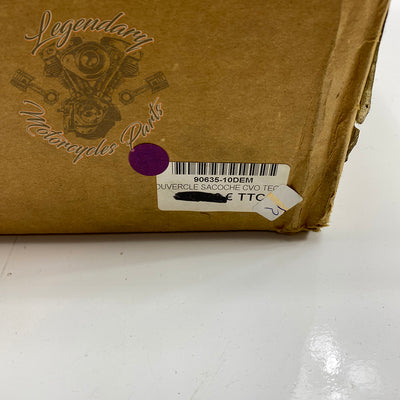 Legendary
Motorcycles Parts
90635-10DEM
OUVERCLE SACOCHE CVO TEC
€ TTC